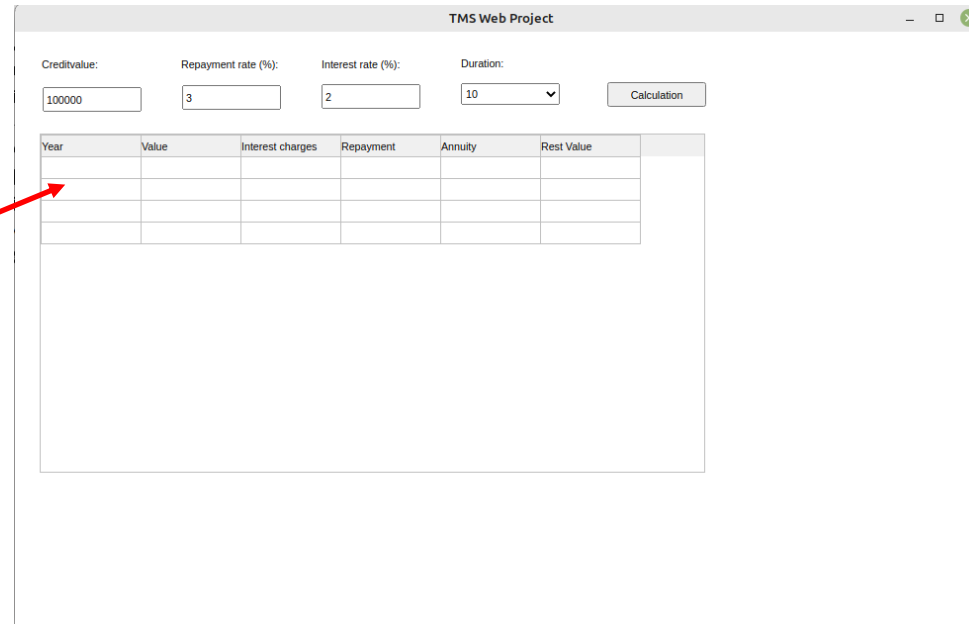 TMS Web Project
Creditvalue: Repayment rate (%): Interest rate (%): Duration:
100000 3 2 10 Calculation
Year Value Interest charges Repayment Annuity Rest Value